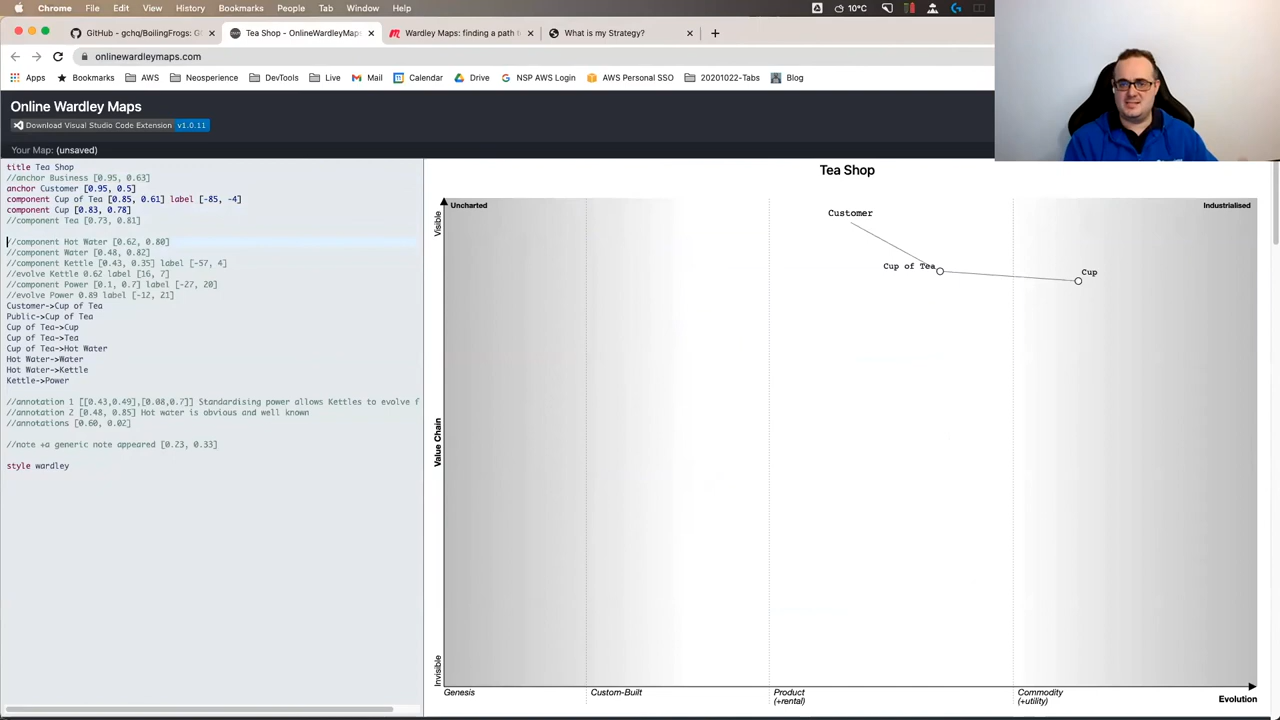 Chrome File Edit View History Bookmarks People Tab Window Help
10°C
GitHub - gchq/BoilingFrogs: G
Tea Shop - OnlineWardleyMaps
Wardley Maps: finding a path t
What is my Strategy?
onlinewardleymaps.com
Apps Bookmarks AWS Neosperience DevTools Live Mail Calendar Drive NSP AWS Login AWS Personal SSO 20201022-Tabs Blog
Online Wardley Maps
Download Visual Studio Code Extension v1.0.11
Your Map: (unsaved)
title Tea Shop
//anchor Business [0.95, 0.63]
anchor Customer [0.95, 0.5]
component Cup of Tea [0.85, 0.61] label [-85, -4]
component Cup [0.83, 0.78]
//component Tea [0.73, 0.81]
//component Hot Water [0.62, 0.80]
//component Water [0.48, 0.82]
//component Kettle [0.43, 0.35] label [-57, 4]
//evolve Kettle 0.62 label [16, 7]
//component Power [0.1, 0.7] label [-27, 20]
//evolve Power 0.89 label [-12, 21]
Customer->Cup of Tea
Public->Cup of Tea
Cup of Tea->Cup
Cup of Tea->Tea
Cup of Tea->Hot Water
Hot Water->Water
Hot Water->Kettle
Kettle->Power
//annotation 1 [[0.43,0.49],[0.08,0.7]] Standardising power allows Kettles to evolve f
//annotation 2 [0.48, 0.85] Hot water is obvious and well known
//annotations [0.60, 0.02]
//note +a generic note appeared [0.23, 0.33]
style wardley
Tea Shop
Uncharted
Industrialised
Visible
Customer
Cup of Tea
Cup
Value Chain
Invisible
Genesis
Custom-Built
Product
(+rental)
Commodity
(+utility)
Evolution